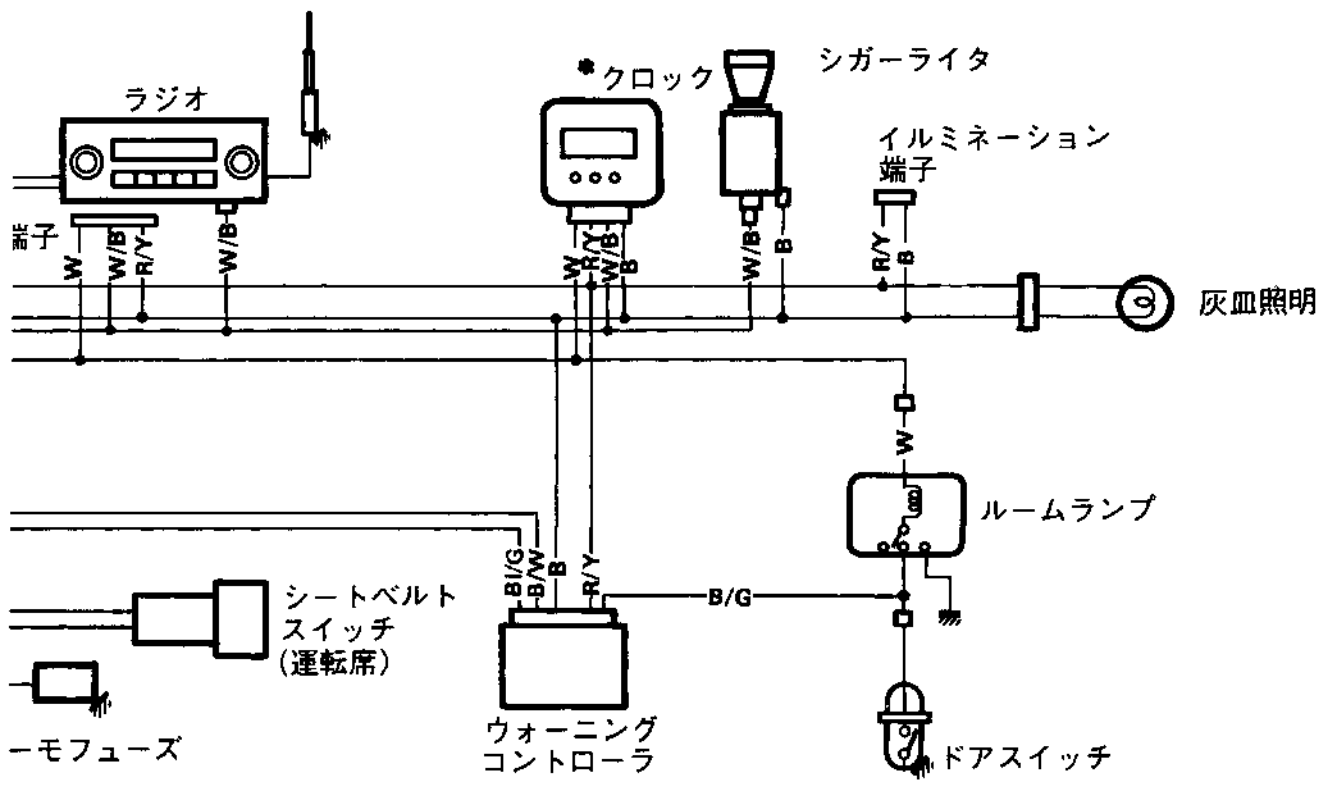 シガーライタ
*クロック
ラジオ
イルミネーション
端子
端子
W
W/B
R/Y
W/B
W
R/Y
W/B
B
W/B
B
R/Y
B
灰皿照明
W
ルームランプ
Bl/G
B/W
B
R/Y
B/G
シートベルト
スイッチ
(運転席)
ウォーニング
コントローラ
ーモフューズ
ドアスイッチ